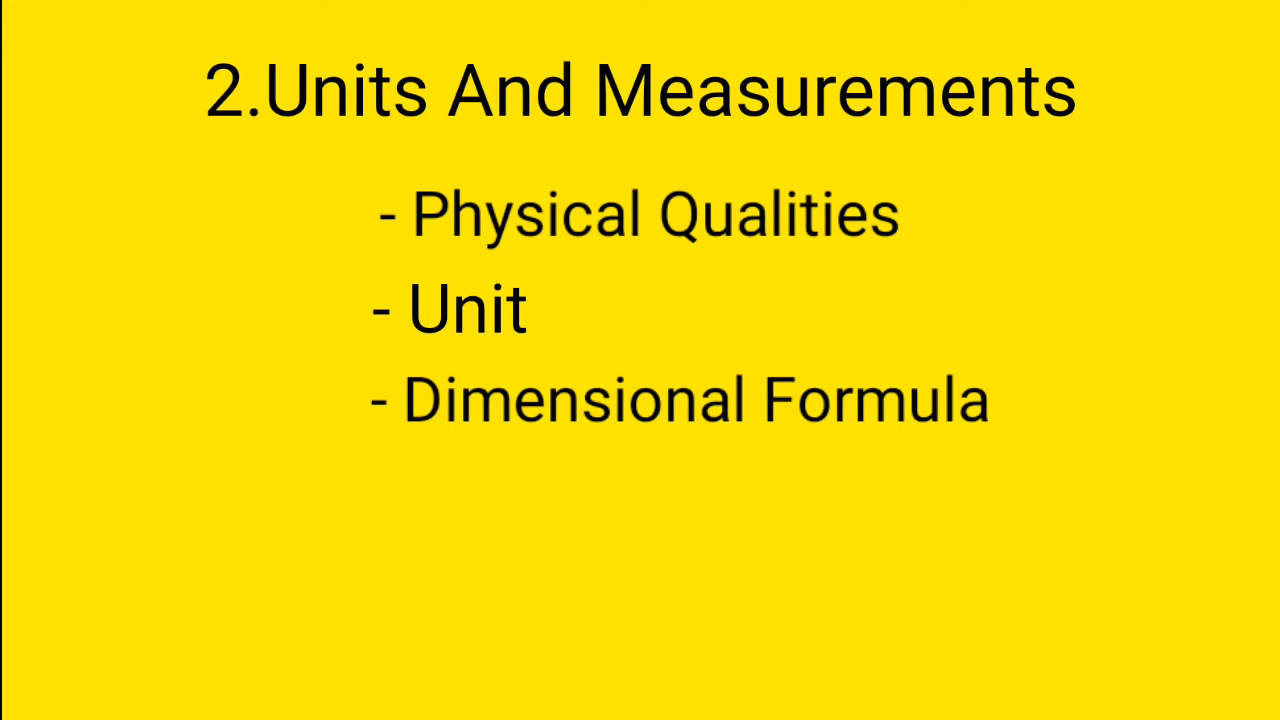 2.Units And Measurements
- Physical Qualities
- Unit
- Dimensional Formula